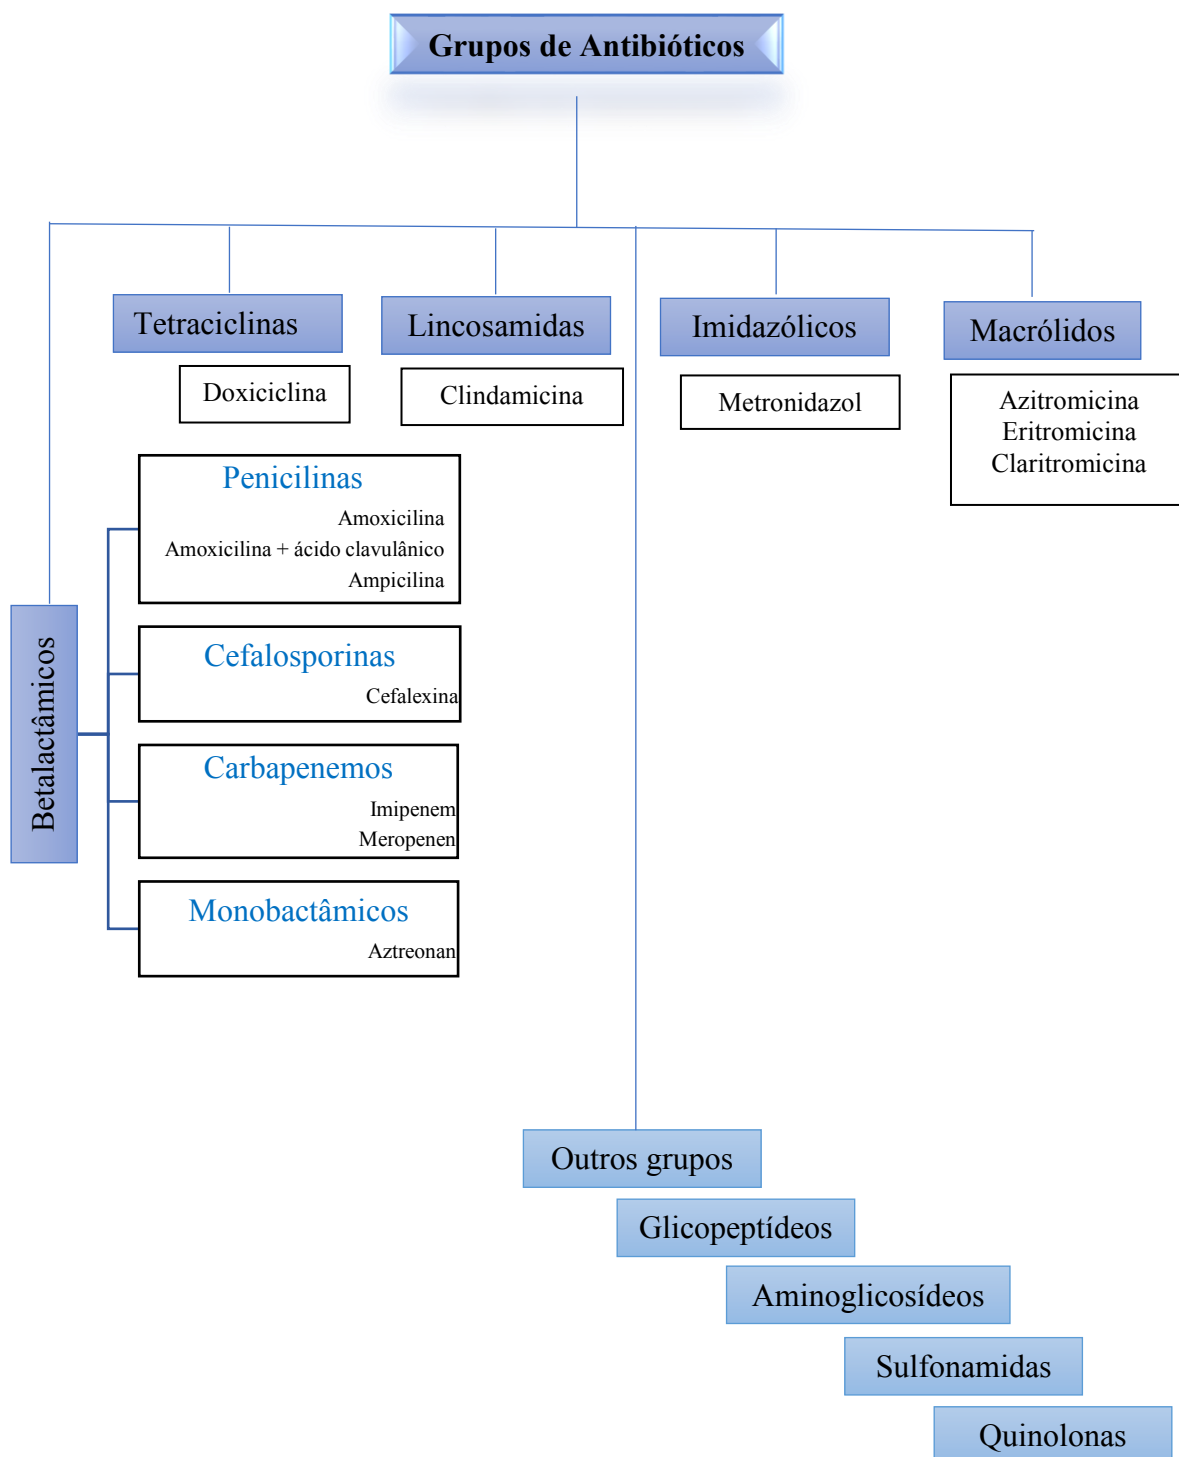 Grupos de Antibióticos
Tetraciclinas
Doxiciclina
Lincosamidas
Clindamicina
Imidazólicos
Metronidazol
Macrólidos
Azitromicina
Eritromicina
Claritromicina
Betalactâmicos
Penicilinas
Amoxicilina
Amoxicilina + ácido clavulânico
Ampicilina
Cefalosporinas
Cefalexina
Carbapenemos
Imipenem
Meropenen
Monobactâmicos
Aztreonan
Outros grupos
Glicopeptídeos
Aminoglicosídeos
Sulfonamidas
Quinolonas